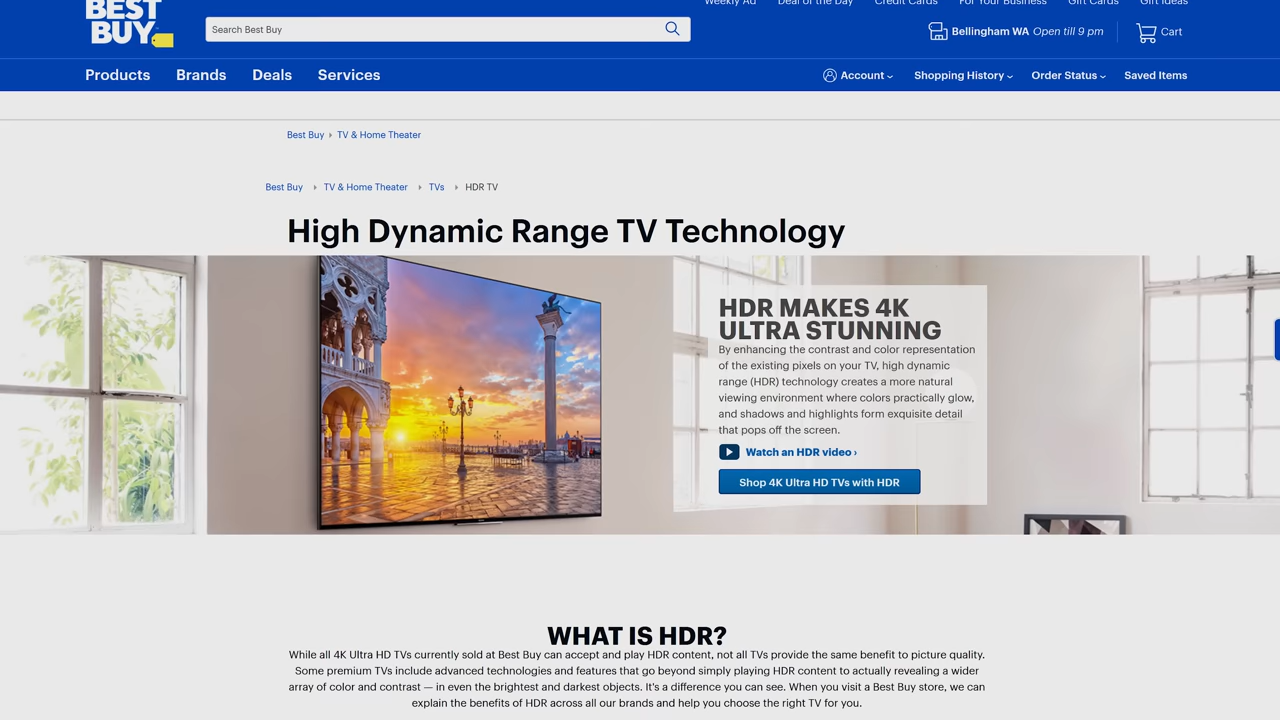 Weekly Ad Deal of the Day Credit Cards For Your Business Gift Cards Gift Ideas
BEST
BUY
Search Best Buy
Bellingham WA Open till 9 pm
Cart
Products Brands Deals Services
Account Shopping History Order Status Saved Items
Best Buy TV & Home Theater
Best Buy TV & Home Theater TVs HDR TV
High Dynamic Range TV Technology
HDR MAKES 4K
ULTRA STUNNING
By enhancing the contrast and color representation
of the existing pixels on your TV, high dynamic
range (HDR) technology creates a more natural
viewing environment where colors practically glow,
and shadows and highlights form exquisite detail
that pops off the screen.
Watch an HDR video ›
Shop 4K Ultra HD TVs with HDR
WHAT IS HDR?
While all 4K Ultra HD TVs currently sold at Best Buy can accept and play HDR content, not all TVs provide the same benefit to picture quality.
Some premium TVs include advanced technologies and features that go beyond simply playing HDR content to actually revealing a wider
array of color and contrast — in even the brightest and darkest objects. It's a difference you can see. When you visit a Best Buy store, we can
explain the benefits of HDR across all our brands and help you choose the right TV for you.